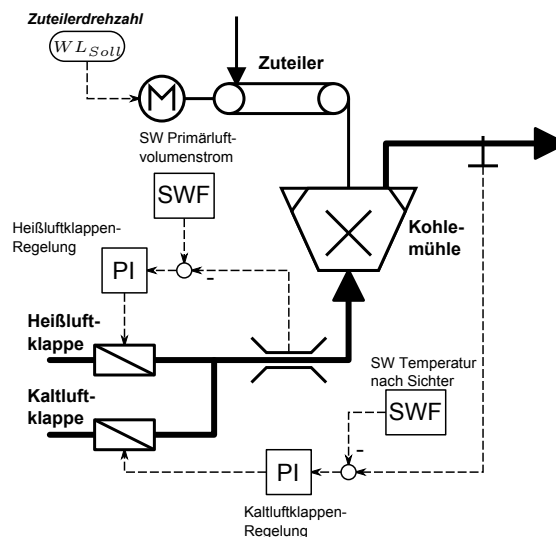 Zuteilerdrehzahl
WL_Soll
Zuteiler
M
SW Primärluft-
volumenstrom
SWF
Heißluftklappen-
Regelung
PI
-
Kohle-
mühle
Heißluft-
klappe
SW Temperatur
nach Sichter
Kaltluft-
klappe
SWF
-
PI
Kaltluftklappen-
Regelung